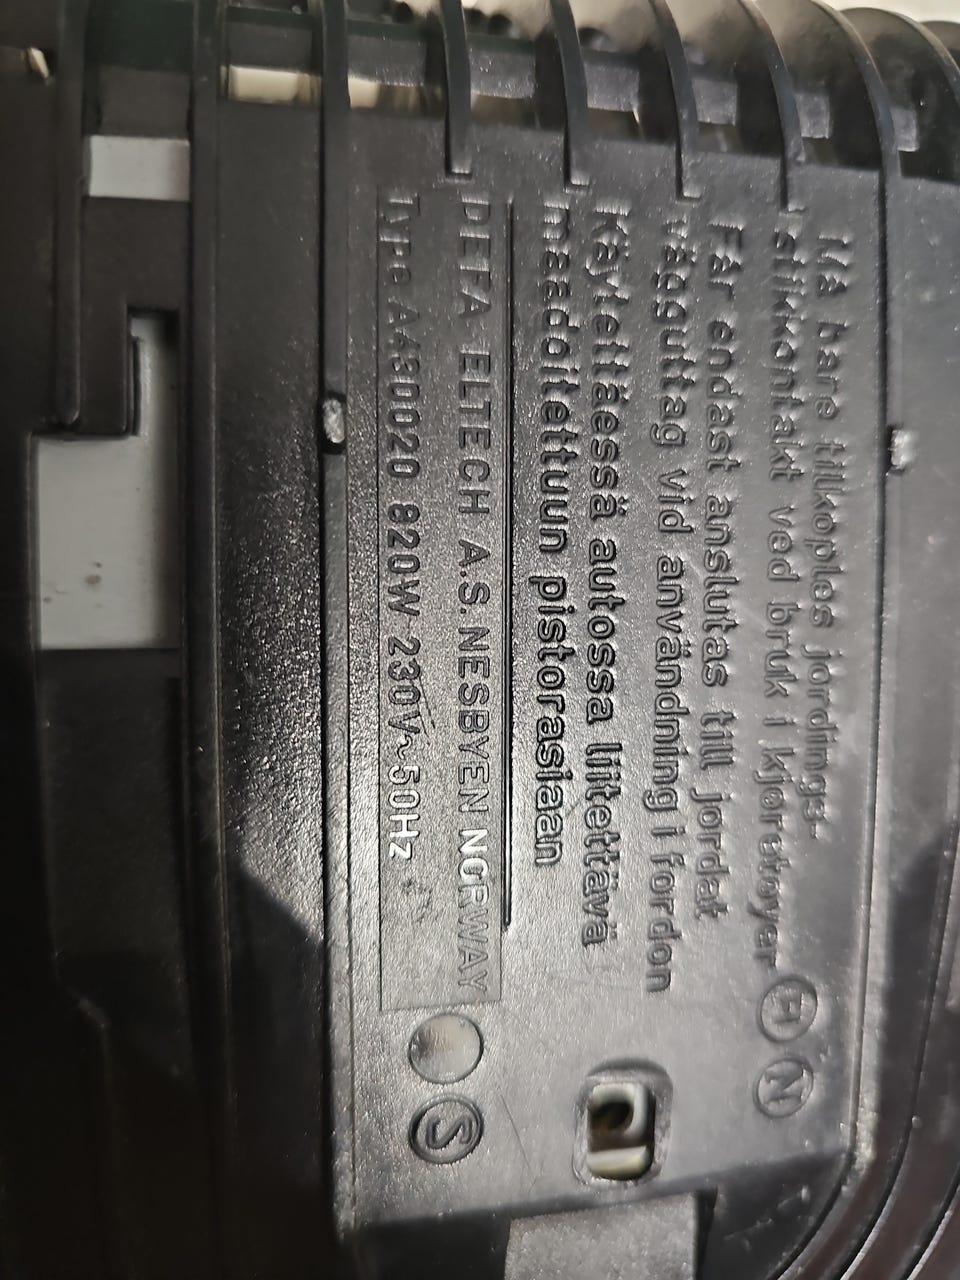 Må bare tilkoples jordings-
stikkontakt ved bruk i kjøretøyer
Får endast anslutas till jordat
vägguttag vid användning i fordon
Käytettäessä autossa liitettävä
maadoitettuun pistorasiaan
DEFA ELTECH A.S. NESBYEN NORWAY
Type A430020 820W 230V~50Hz
N
S